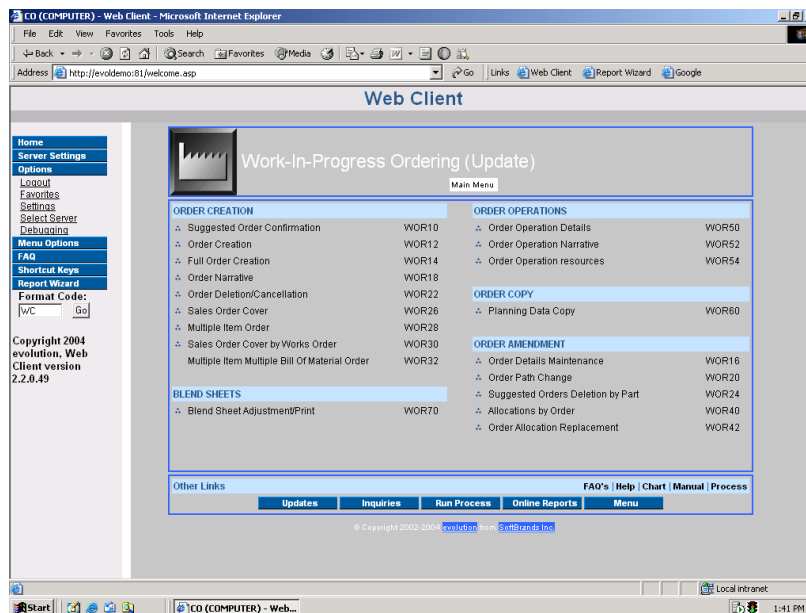 CO (COMPUTER) - Web Client - Microsoft Internet Explorer
File Edit View Favorites Tools Help
Back Search Favorites Media
Address http://evoldemo:81/welcome.asp Go Links Web Client Report Wizard Google
Web Client
Home
Server Settings
Options
Logout
Favorites
Settings
Select Server
Debugging
Menu Options
FAQ
Shortcut Keys
Report Wizard
Format Code:
WC Go
Copyright 2004
evolution, Web
Client version
2.2.0.49
Work-In-Progress Ordering (Update)
Main Menu
ORDER CREATION
Suggested Order Confirmation WOR10
Order Creation WOR12
Full Order Creation WOR14
Order Narrative WOR18
Order Deletion/Cancellation WOR22
Sales Order Cover WOR26
Multiple Item Order WOR28
Sales Order Cover by Works Order WOR30
Multiple Item Multiple Bill Of Material Order WOR32
BLEND SHEETS
Blend Sheet Adjustment/Print WOR70
ORDER OPERATIONS
Order Operation Details WOR50
Order Operation Narrative WOR52
Order Operation resources WOR54
ORDER COPY
Planning Data Copy WOR60
ORDER AMENDMENT
Order Details Maintenance WOR16
Order Path Change WOR20
Suggested Orders Deletion by Part WOR24
Allocations by Order WOR40
Order Allocation Replacement WOR42
Other Links FAQ's | Help | Chart | Manual | Process
Updates Inquiries Run Process Online Reports Menu
© Copyright 2002-2004 evolution from SoftBrands Inc.
Local intranet
Start CO (COMPUTER) - Web... 1:41 PM